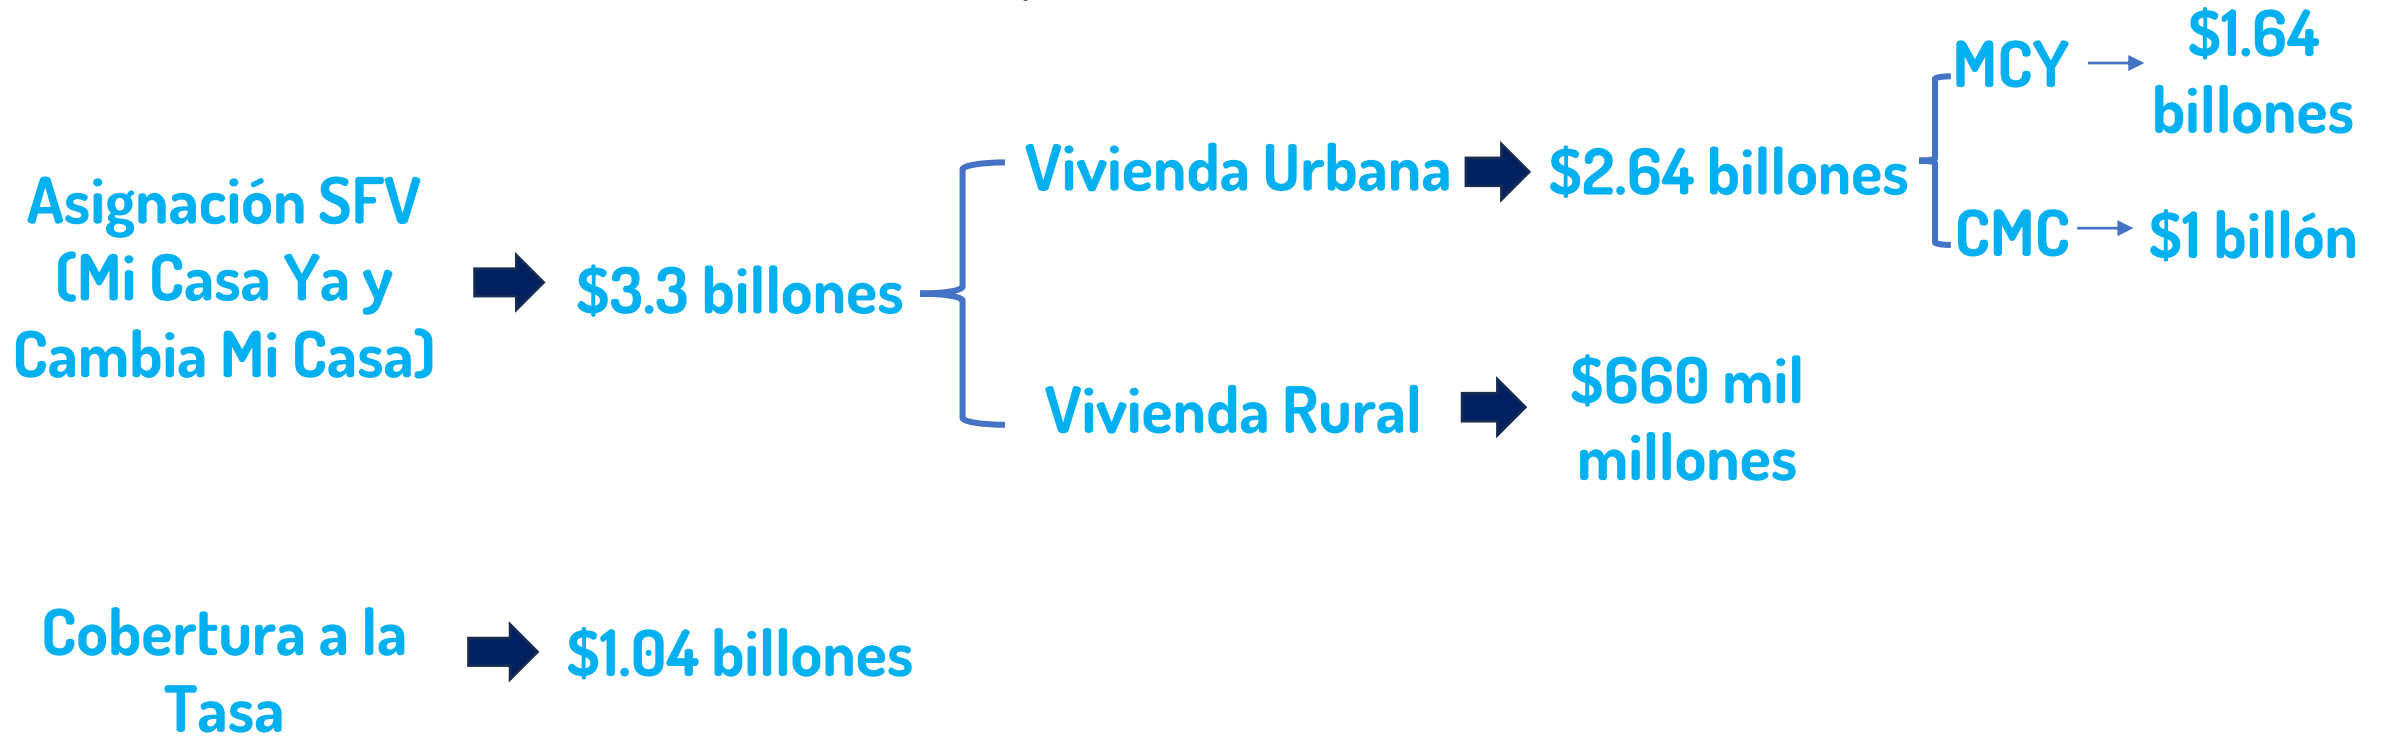 Asignación SFV
(Mi Casa Ya y
Cambia Mi Casa)
$3.3 billones
Vivienda Urbana
$2.64 billones
MCY
$1.64
billones
CMC
$1 billón
Vivienda Rural
$660 mil
millones
Cobertura a la
Tasa
$1.04 billones